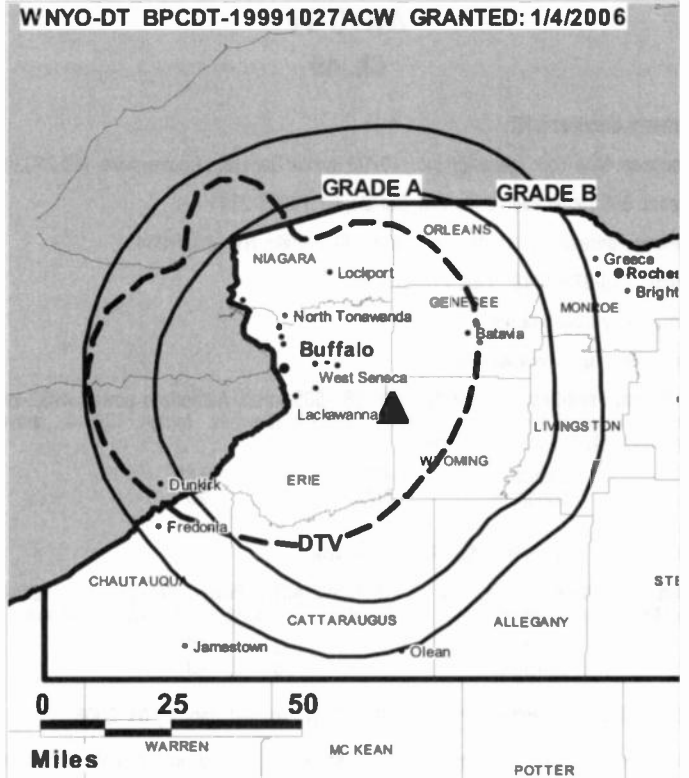 WNYO-DT BPCDT-19991027ACW GRANTED: 1/4/2006
GRADE A
GRADE B
ORLEANS
NIAGARA
Greece
Lockport
Roches
Bright
GENESEE
MONROE
North Tonawanda
Batavia
Buffalo
West Seneca
Lackawanna
LIVINGSTON
WYOMING
ERIE
Dunkirk
Fredonia
DTV
CHAUTAUQUA
STE
CATTARAUGUS
ALLEGANY
Jamestown
Olean
0 25 50
Miles
WARREN
MC KEAN
POTTER